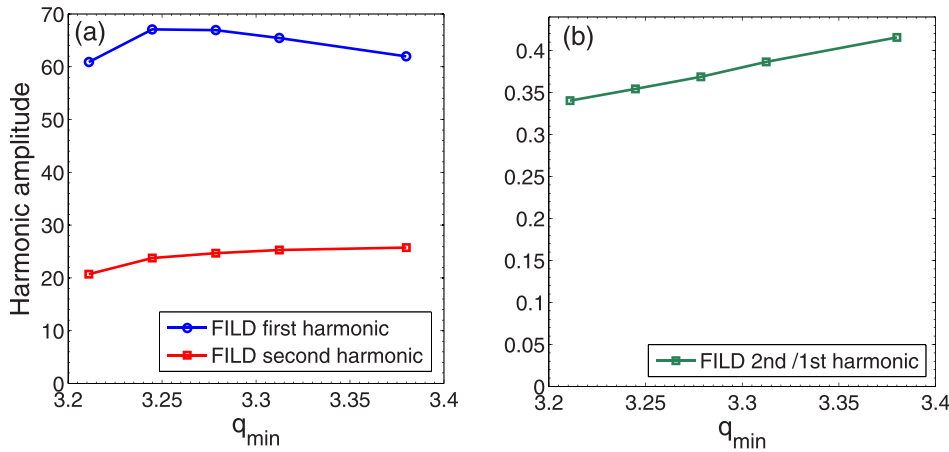 (a)
Harmonic amplitude
70
60
50
40
30
20
10
0
3.2 3.25 3.3 3.35 3.4
q_min
FILD first harmonic
FILD second harmonic
(b)
0.4
0.35
0.3
0.25
0.2
0.15
0.1
0.05
0
3.2 3.25 3.3 3.35 3.4
q_min
FILD 2nd /1st harmonic